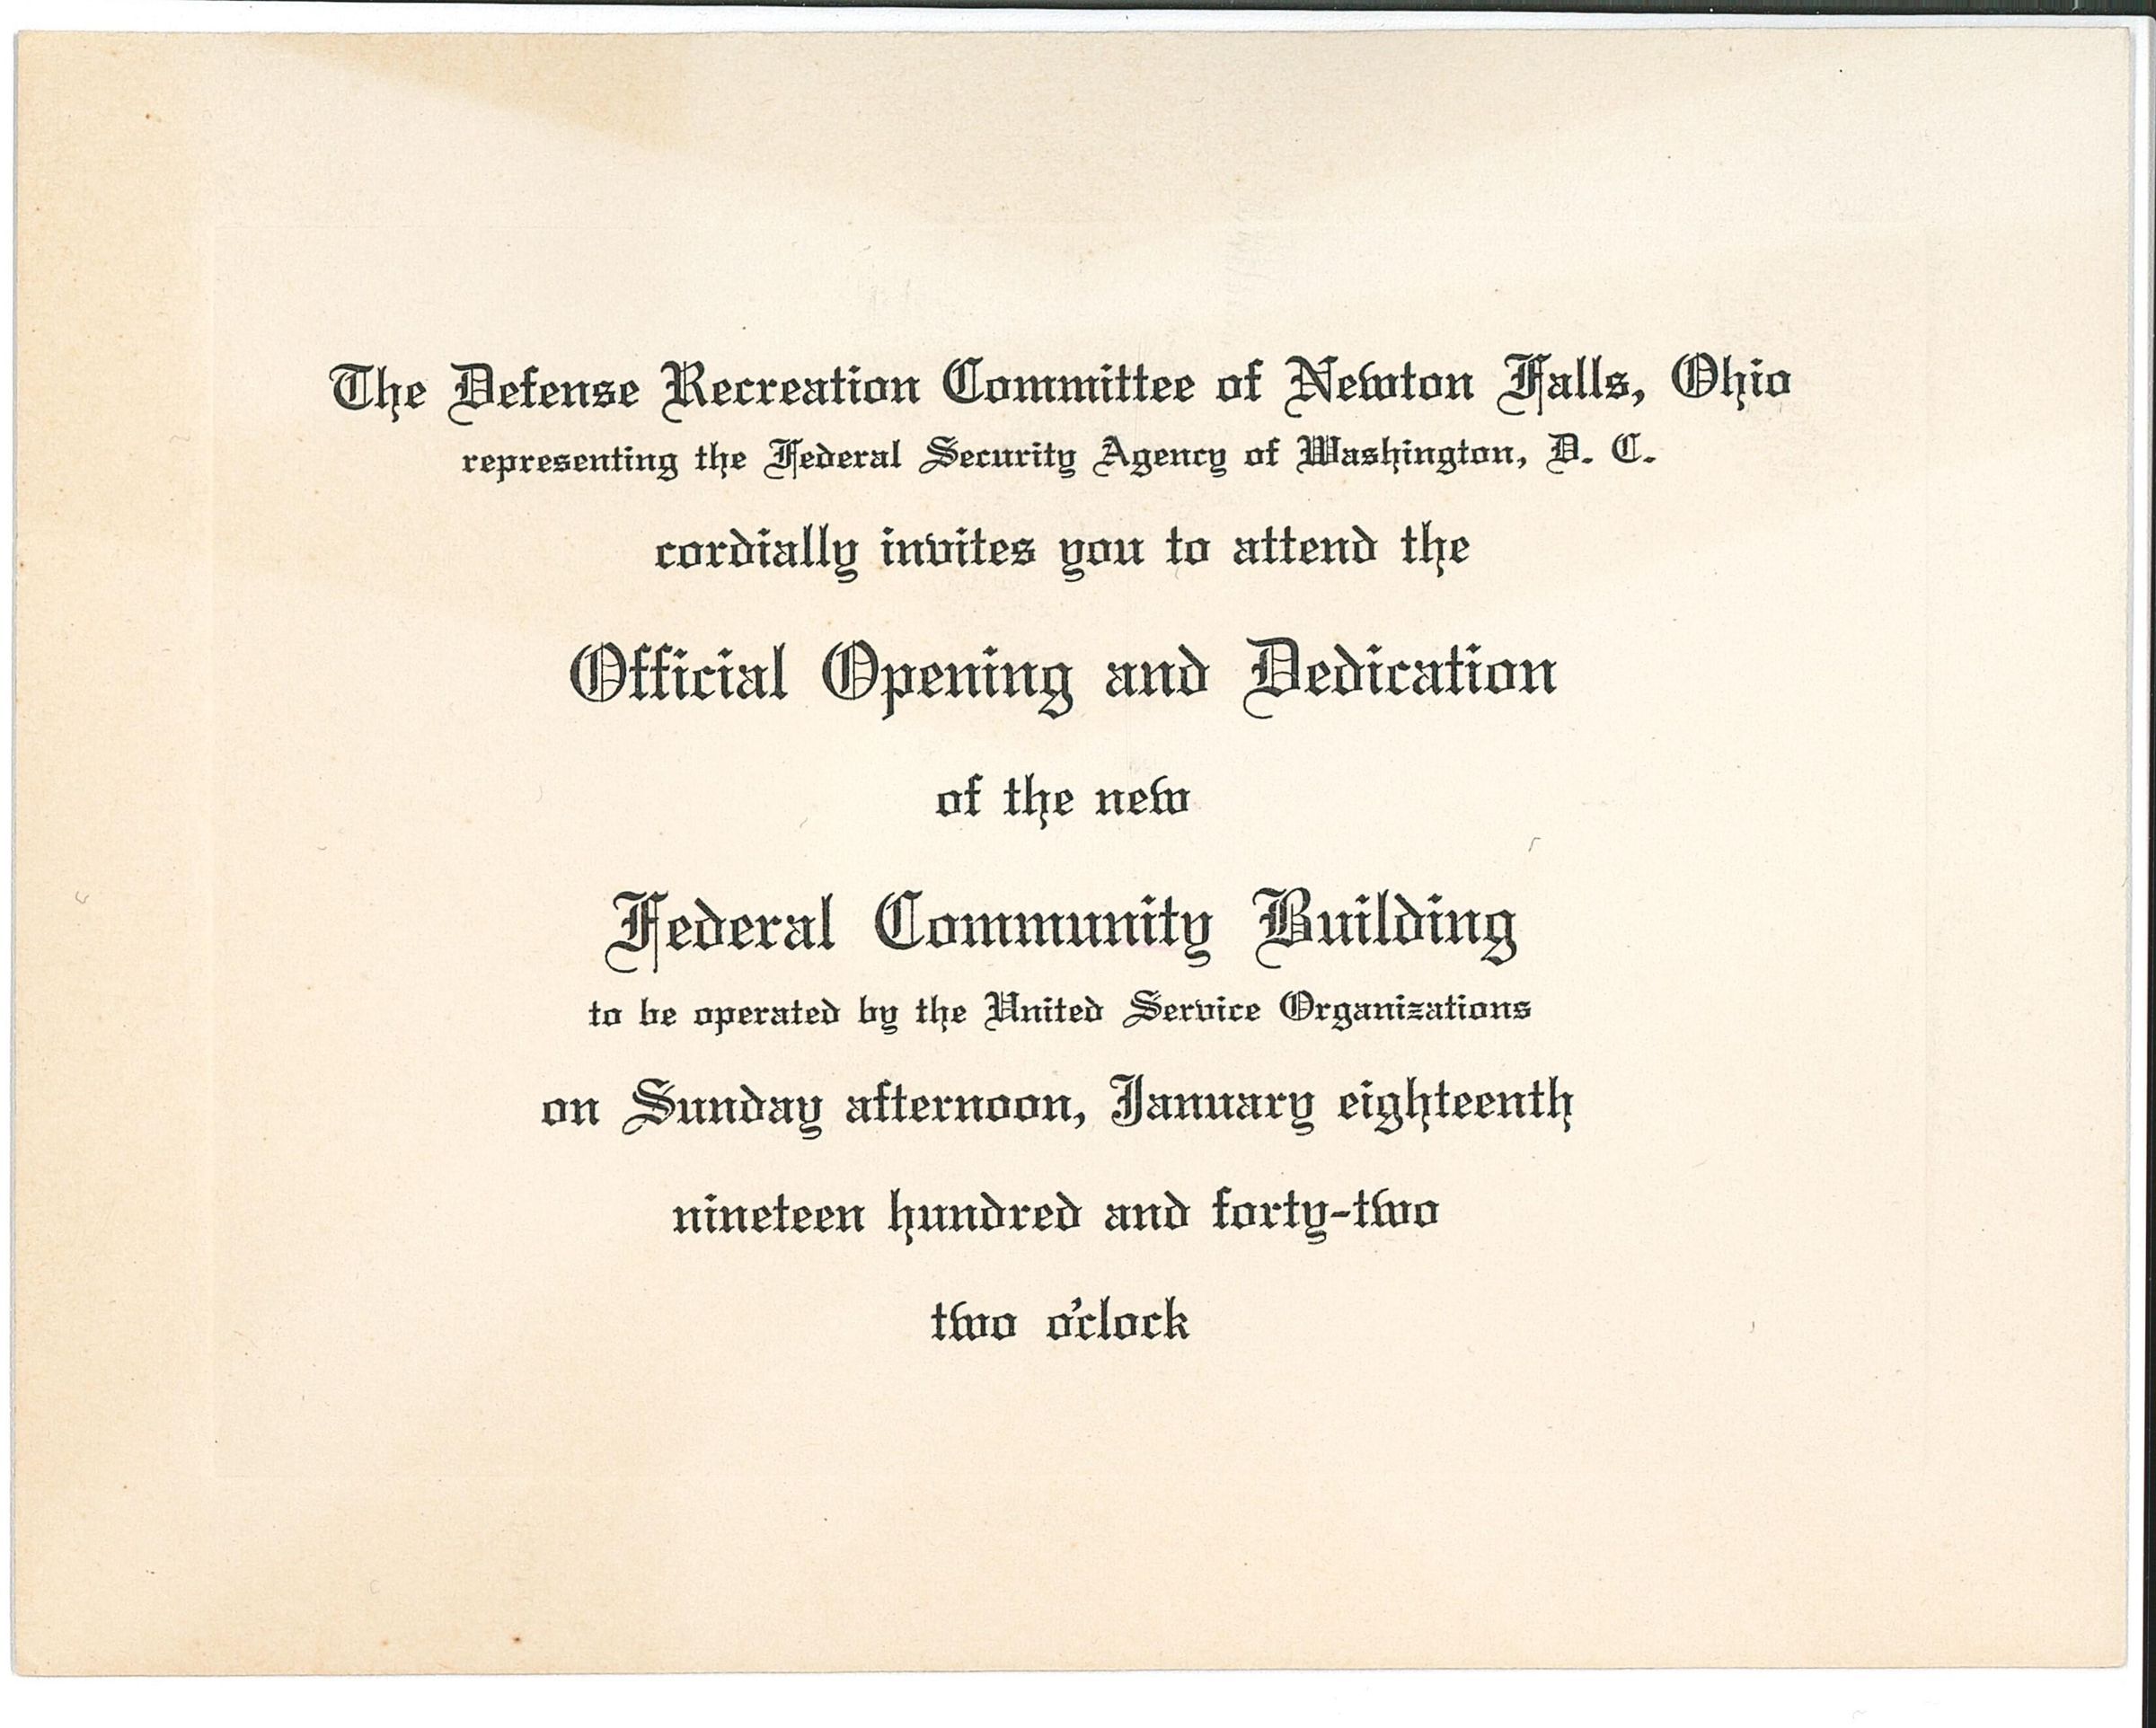 The Defense Recreation Committee of Newton Falls, Ohio
representing the Federal Security Agency of Washington, D. C.
cordially invites you to attend the
Official Opening and Dedication
of the new
Federal Community Building
to be operated by the United Service Organizations
on Sunday afternoon, January eighteenth
nineteen hundred and forty-two
two o'clock